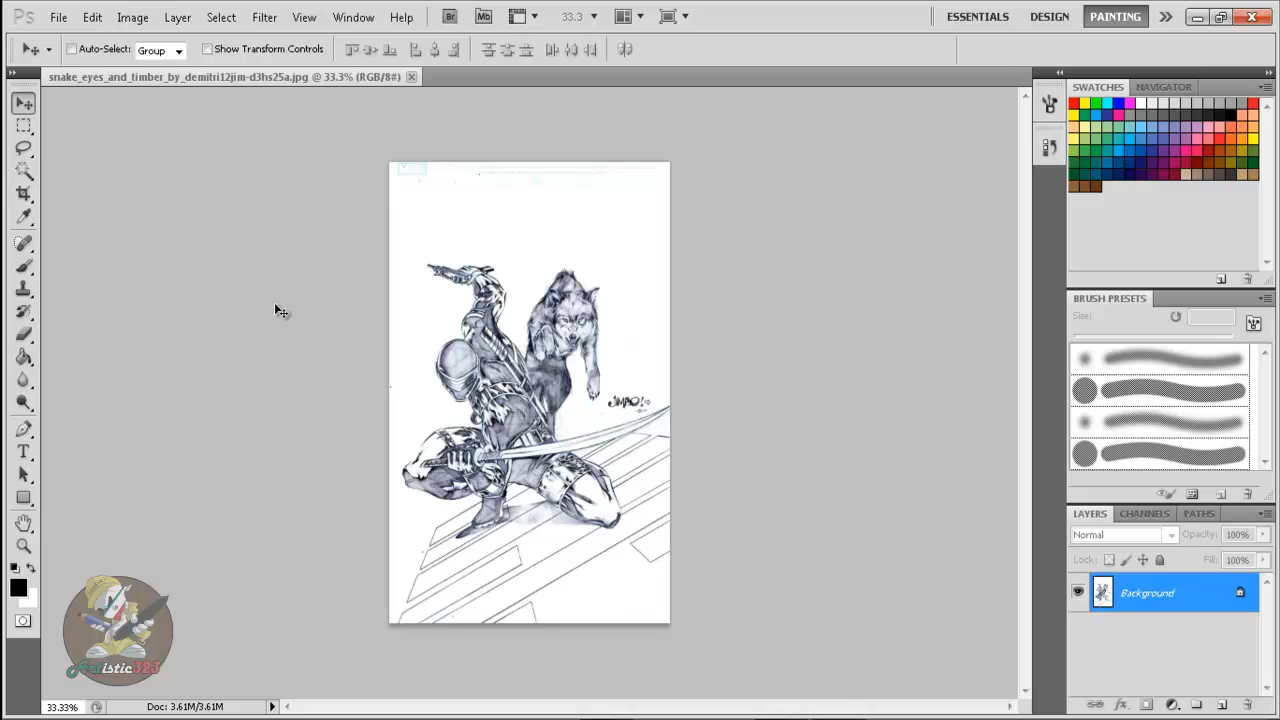 Ps File Edit Image Layer Select Filter View Window Help Br Mb 33.3 ESSENTIALS DESIGN PAINTING
Auto-Select: Group Show Transform Controls
snake_eyes_and_timber_by_demitri12jim-d3hs25a.jpg @ 33.3% (RGB/8#)
SWATCHES NAVIGATOR
BRUSH PRESETS
Size:
JIMBO!
LAYERS CHANNELS PATHS
Normal Opacity: 100%
Lock: Fill: 100%
Background
Artistic323
33.33% Doc: 3.61M/3.61M